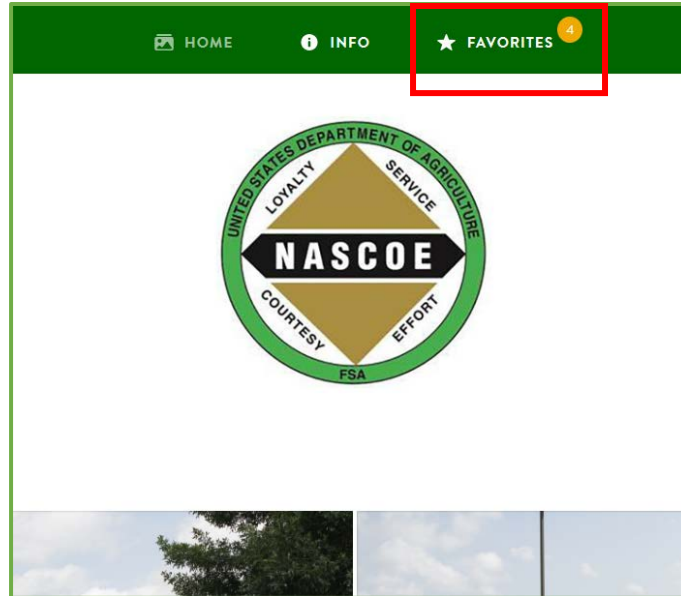 HOME
INFO
FAVORITES
4
UNITED STATES DEPARTMENT OF AGRICULTURE
LOYALTY
SERVICE
NASCOE
COURTESY
EFFORT
FSA